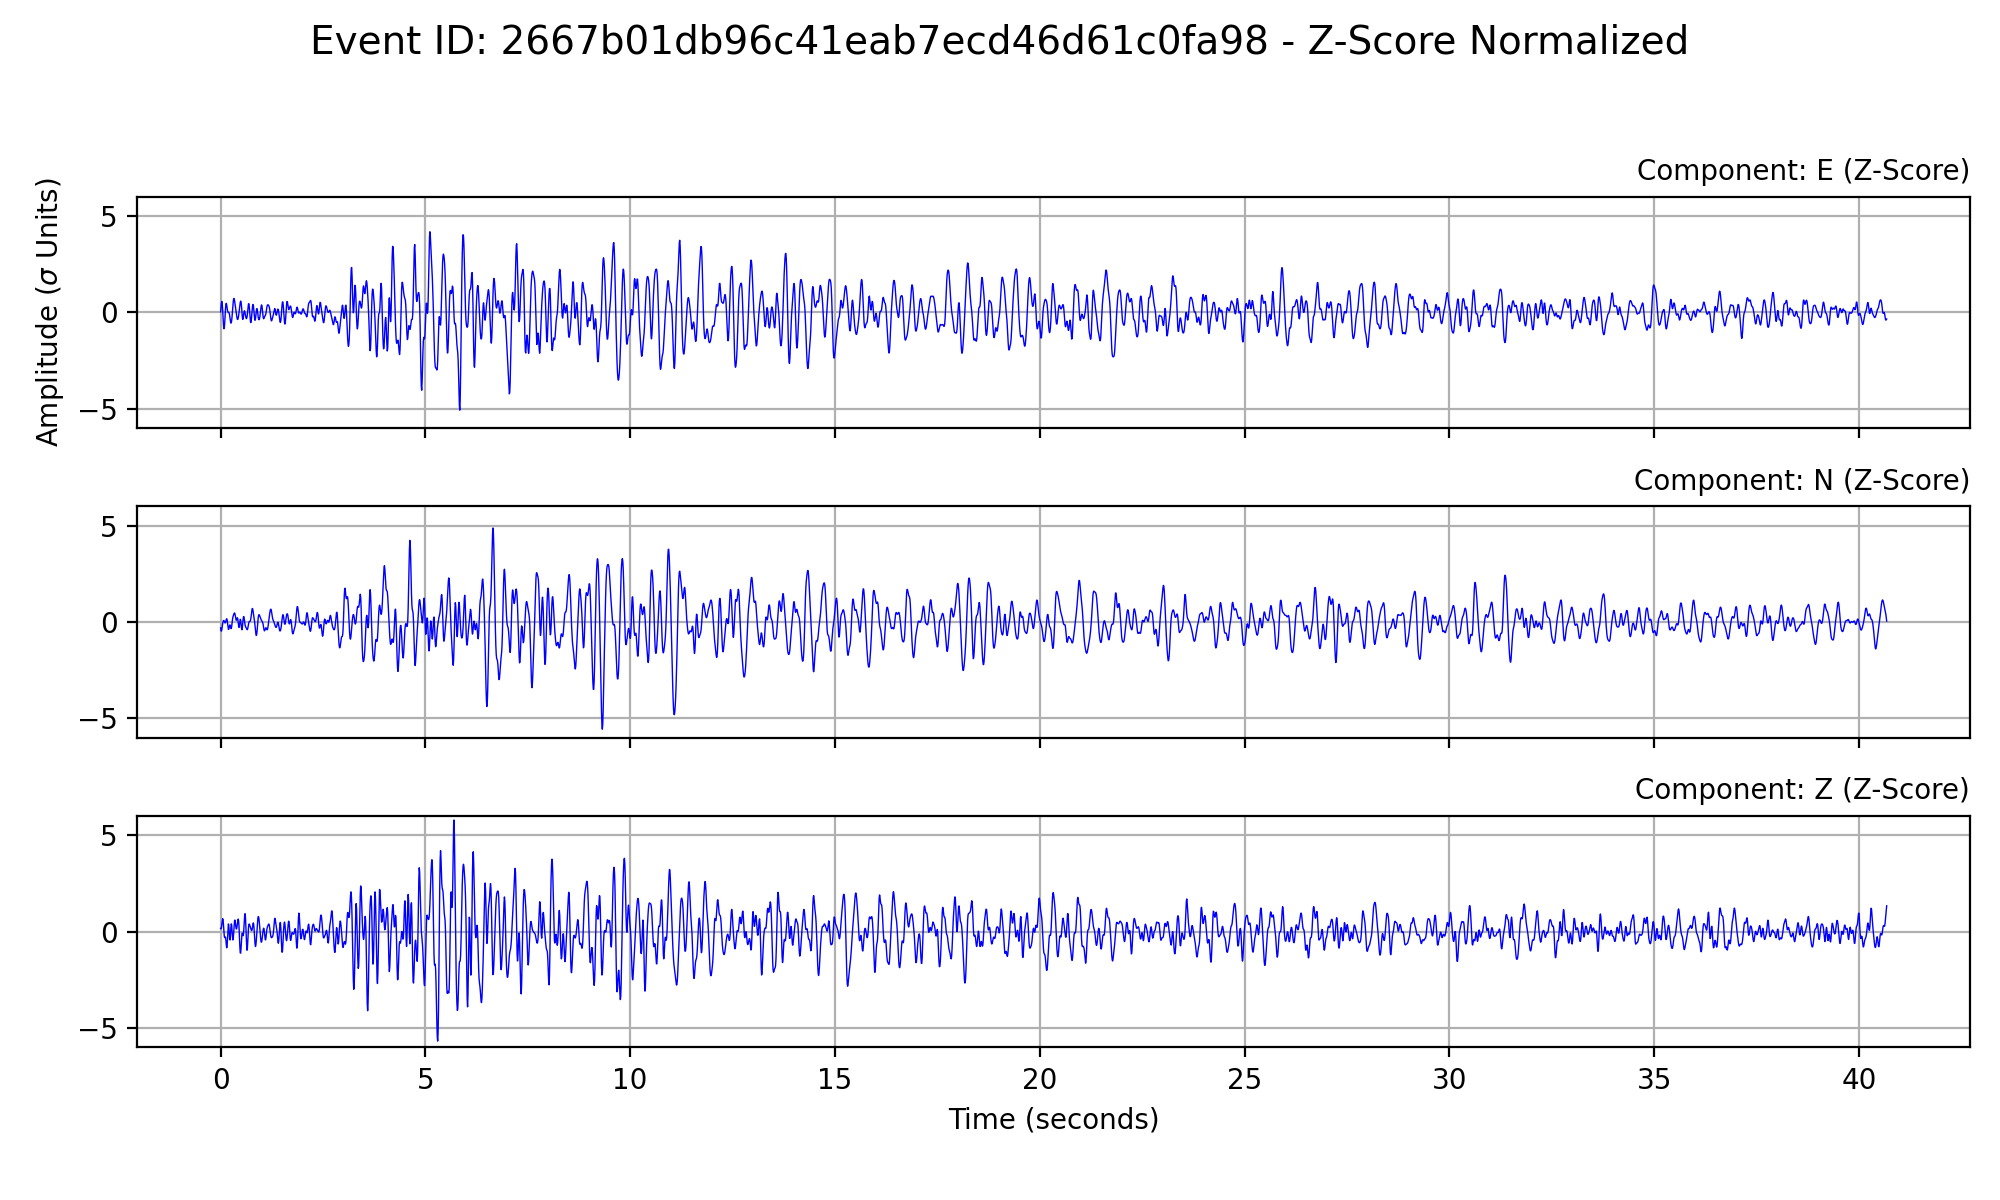 Event ID: 2667b01db96c41eab7ecd46d61c0fa98 - Z-Score Normalized
Component: E (Z-Score)
Amplitude (σ Units)
5
0
−5
Component: N (Z-Score)
5
0
−5
Component: Z (Z-Score)
5
0
−5
0 5 10 15 20 25 30 35 40
Time (seconds)